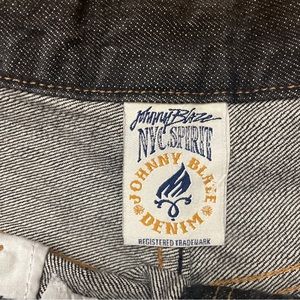 Johnny Blaze
NYC SPIRIT
JOHNNY BLAZE
DENIM
REGISTERED TRADEMARK